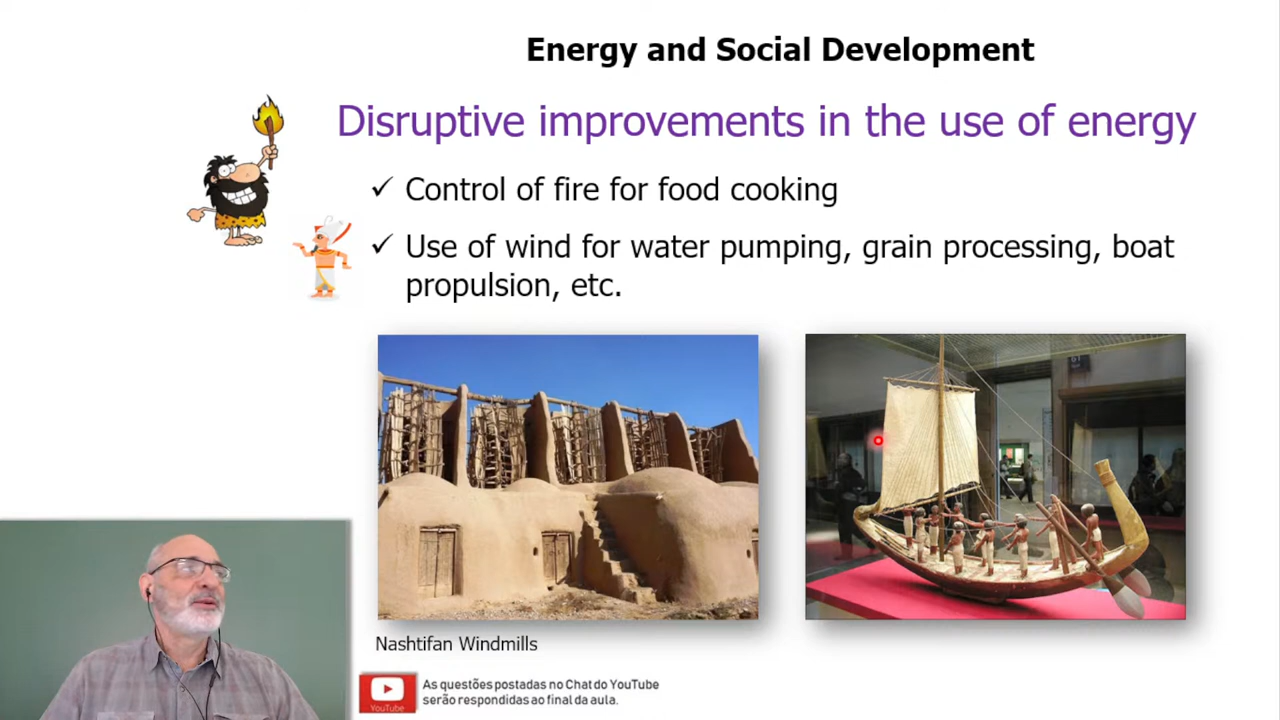 Energy and Social Development
Disruptive improvements in the use of energy
✓ Control of fire for food cooking
✓ Use of wind for water pumping, grain processing, boat
propulsion, etc.
Nashtifan Windmills
YouTube
As questões postadas no Chat do YouTube
serão respondidas ao final da aula.